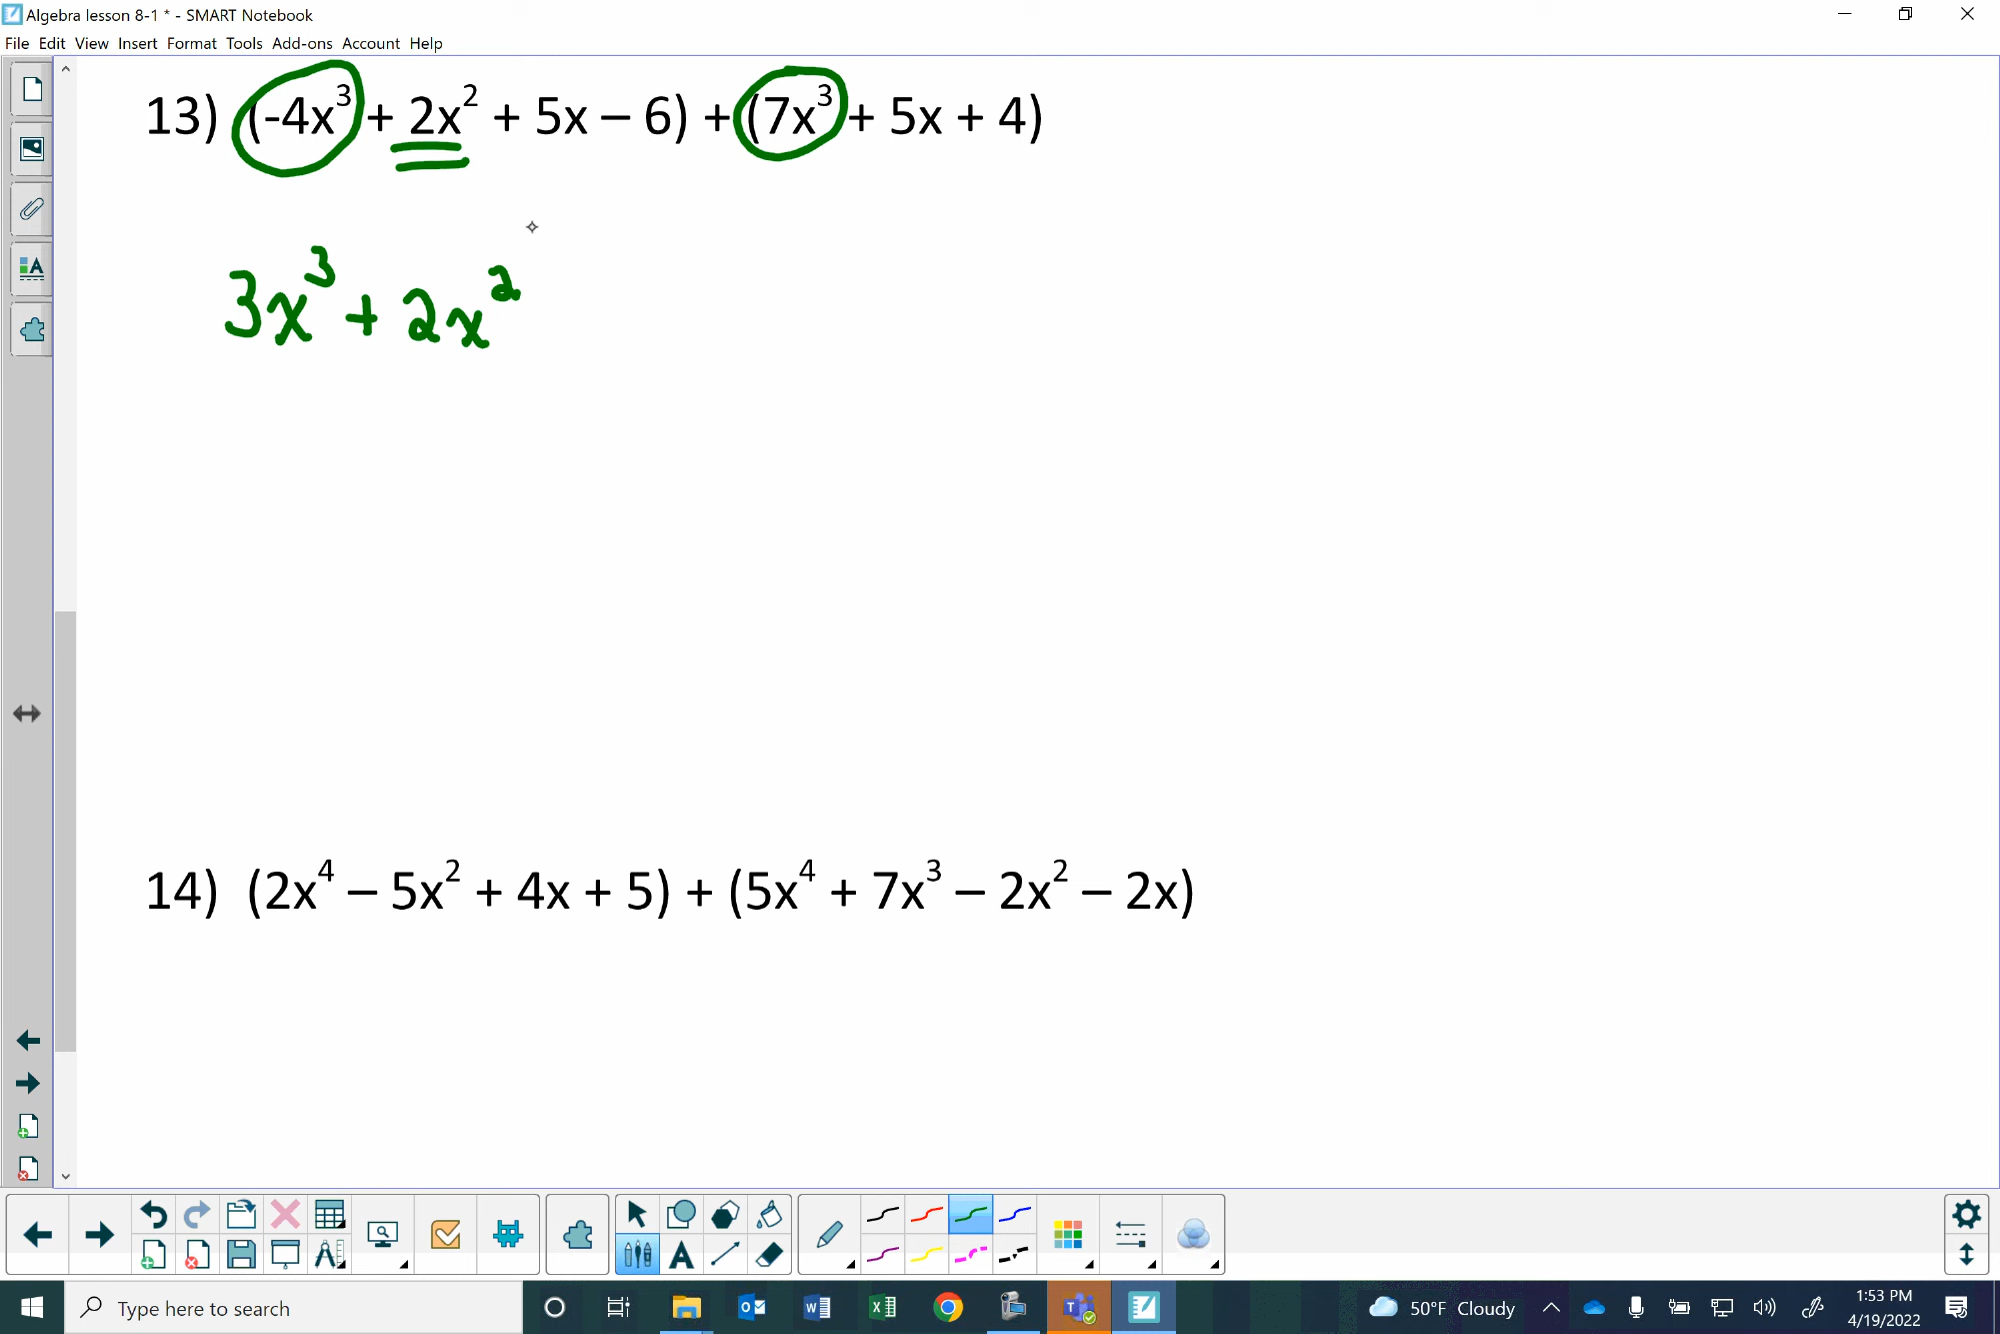 Algebra lesson 8-1 * - SMART Notebook
File Edit View Insert Format Tools Add-ons Account Help
13) (-4x³ + 2x² + 5x – 6) + (7x³ + 5x + 4)
3x³ + 2x²
14) (2x⁴ – 5x² + 4x + 5) + (5x⁴ + 7x³ – 2x² – 2x)
Type here to search
50°F Cloudy
1:53 PM
4/19/2022